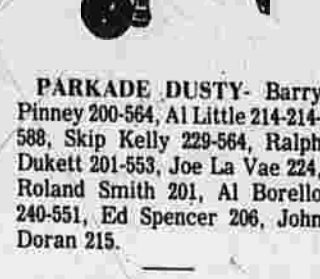 PARKADE DUSTY- Barry
Pinney 200-564, Al Little 214-214-
588, Skip Kelly 229-564, Ralph
Dukett 201-553, Joe La Vae 224,
Roland Smith 201, Al Borello
240-551, Ed Spencer 206, John
Doran 215.